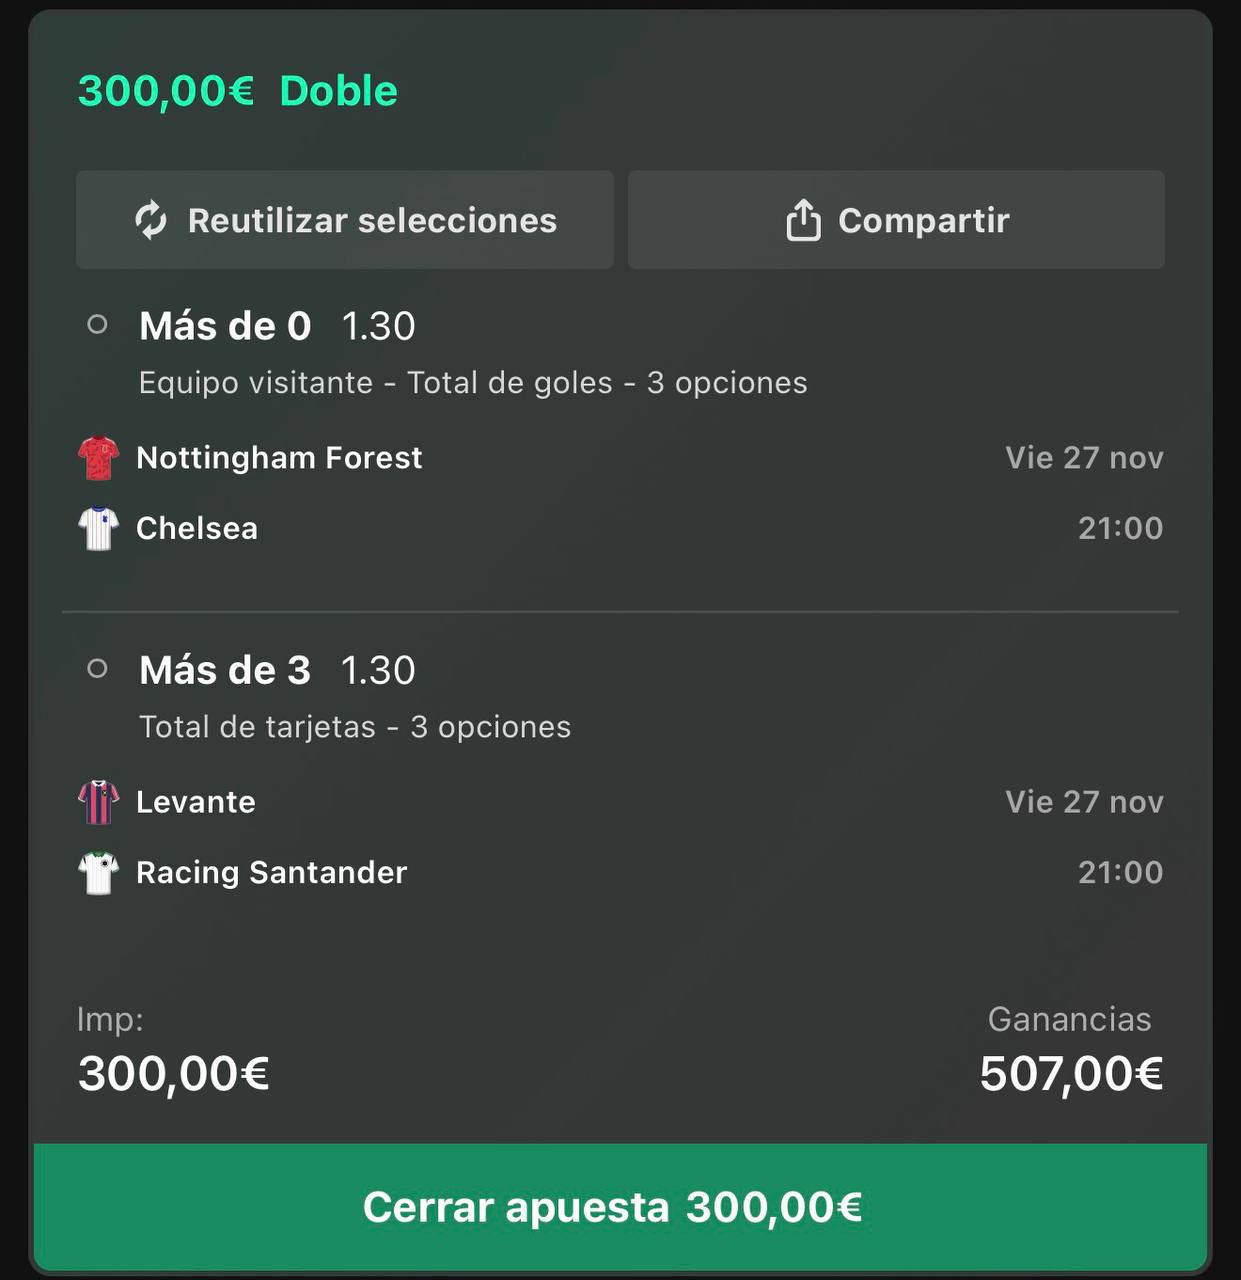 300,00€ Doble
Reutilizar selecciones
Compartir
Más de 0 1.30
Equipo visitante - Total de goles - 3 opciones
Nottingham Forest Vie 27 nov
Chelsea 21:00
Más de 3 1.30
Total de tarjetas - 3 opciones
Levante Vie 27 nov
Racing Santander 21:00
Imp: Ganancias
300,00€ 507,00€
Cerrar apuesta 300,00€